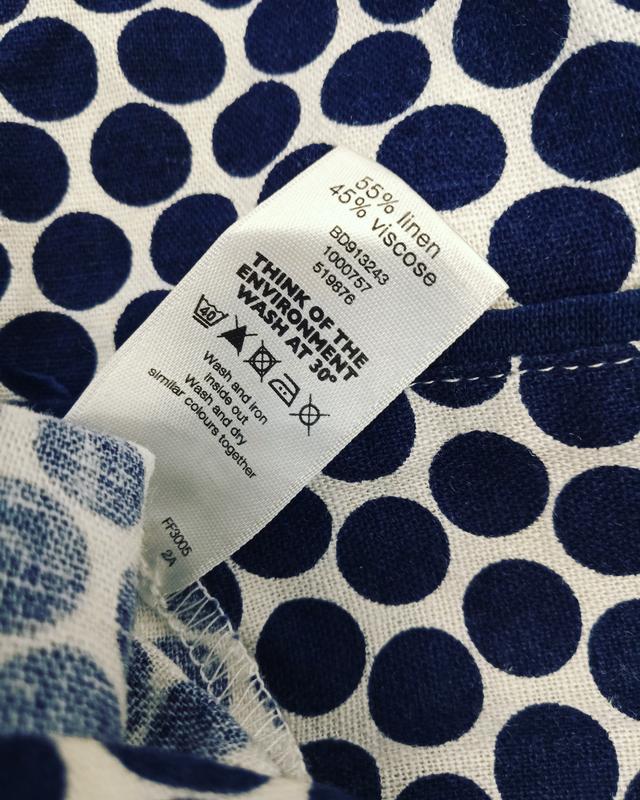 55% linen
45% viscose
BD913243
1000757
519876
THINK OF THE
ENVIRONMENT
WASH AT 30°
40
Wash and iron
inside out
Wash and dry
similar colours together
FF3005
2A